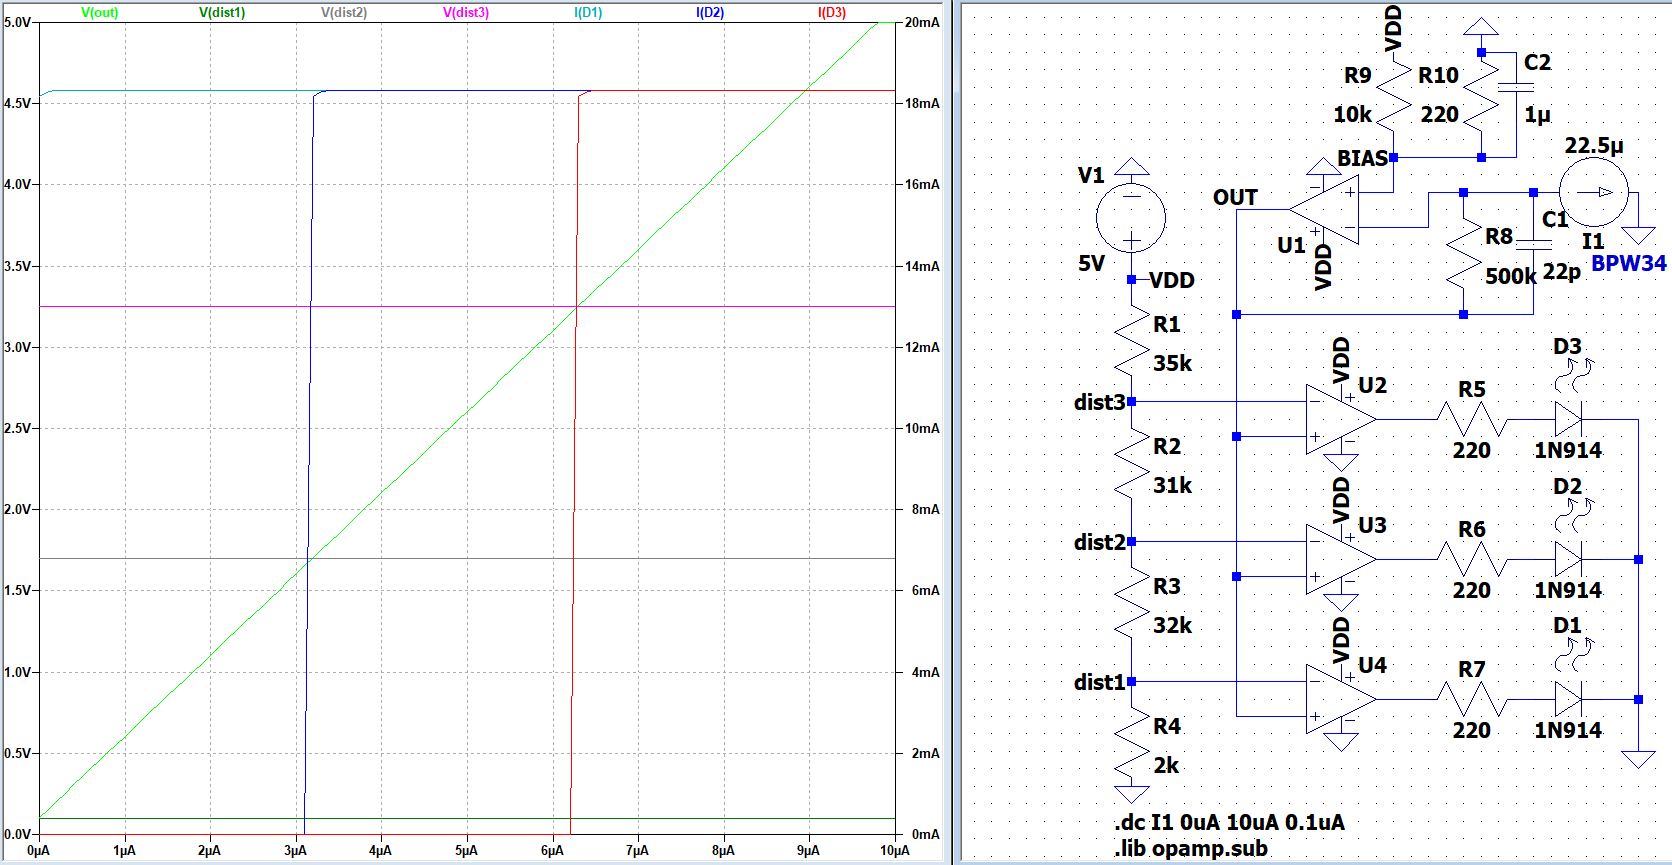 V(out) V(dist1) V(dist2) V(dist3) I(D1) I(D2) I(D3)
5.0V 20mA
4.5V 18mA
4.0V 16mA
3.5V 14mA
3.0V 12mA
2.5V 10mA
2.0V 8mA
1.5V 6mA
1.0V 4mA
0.5V 2mA
0.0V 0mA
0µA 1µA 2µA 3µA 4µA 5µA 6µA 7µA 8µA 9µA 10µA
VDD
R9
10k
R10
220
C2
1µ
BIAS
22.5µ
V1
5V
VDD
OUT
U1
VDD
R8
500k
C1
22p
I1
BPW34
R1
35k
dist3
VDD
U2
R5
220
D3
1N914
R2
31k
dist2
VDD
U3
R6
220
D2
1N914
R3
32k
dist1
VDD
U4
R7
220
D1
1N914
R4
2k
.dc I1 0uA 10uA 0.1uA
.lib opamp.sub